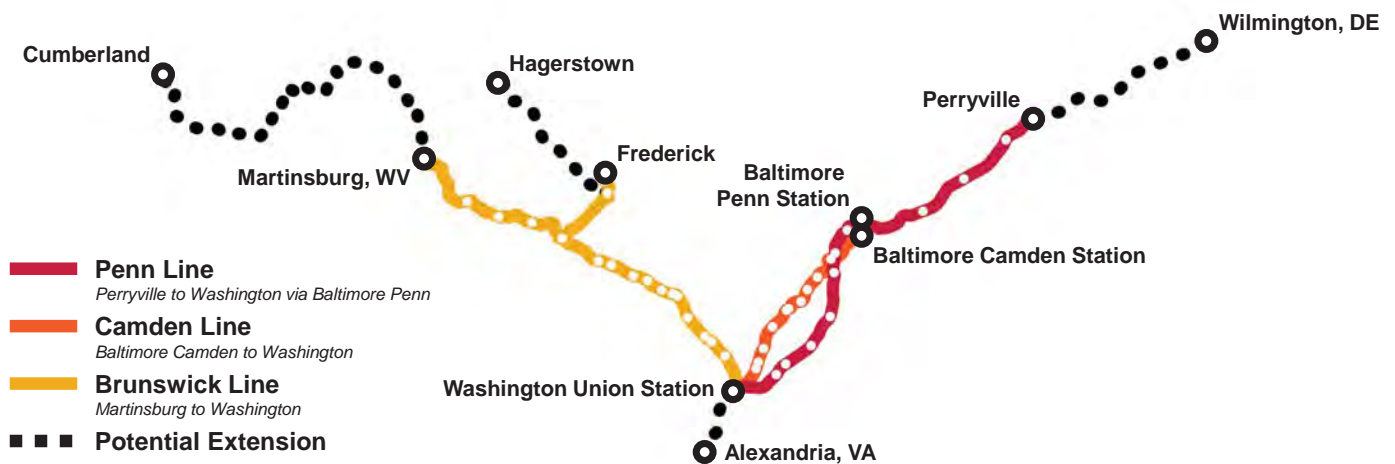 Wilmington, DE
Cumberland
Hagerstown
Perryville
Frederick
Martinsburg, WV
Baltimore
Penn Station
Baltimore Camden Station
Penn Line
Perryville to Washington via Baltimore Penn
Camden Line
Baltimore Camden to Washington
Brunswick Line
Martinsburg to Washington
Potential Extension
Washington Union Station
Alexandria, VA